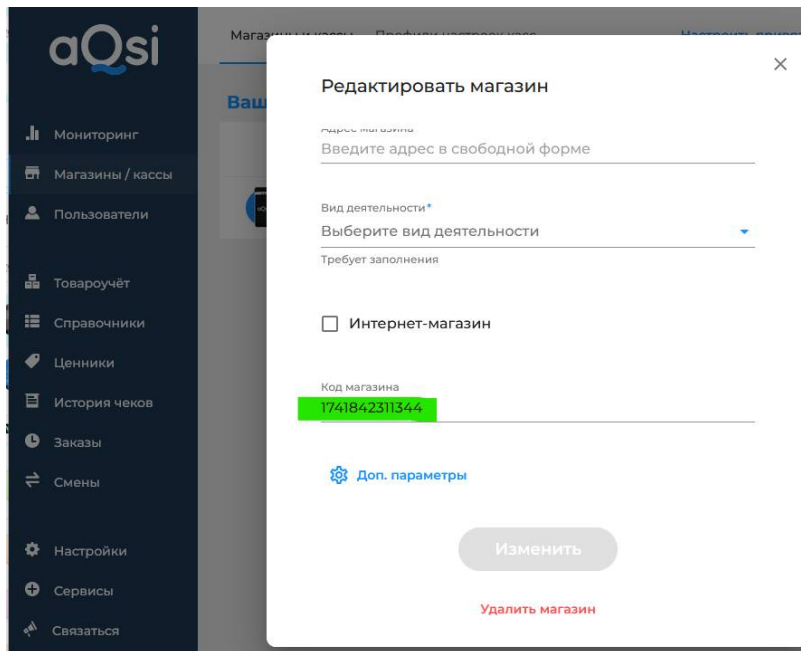 aQsi
Мониторинг
Магазины / кассы
Пользователи
Товароучёт
Справочники
Ценники
История чеков
Заказы
Смены
Настройки
Сервисы
Связаться
Ваш
Редактировать магазин
Адрес магазина
Введите адрес в свободной форме
Вид деятельности*
Выберите вид деятельности
Требует заполнения
Интернет-магазин
Код магазина
1741842311344
Доп. параметры
Изменить
Удалить магазин